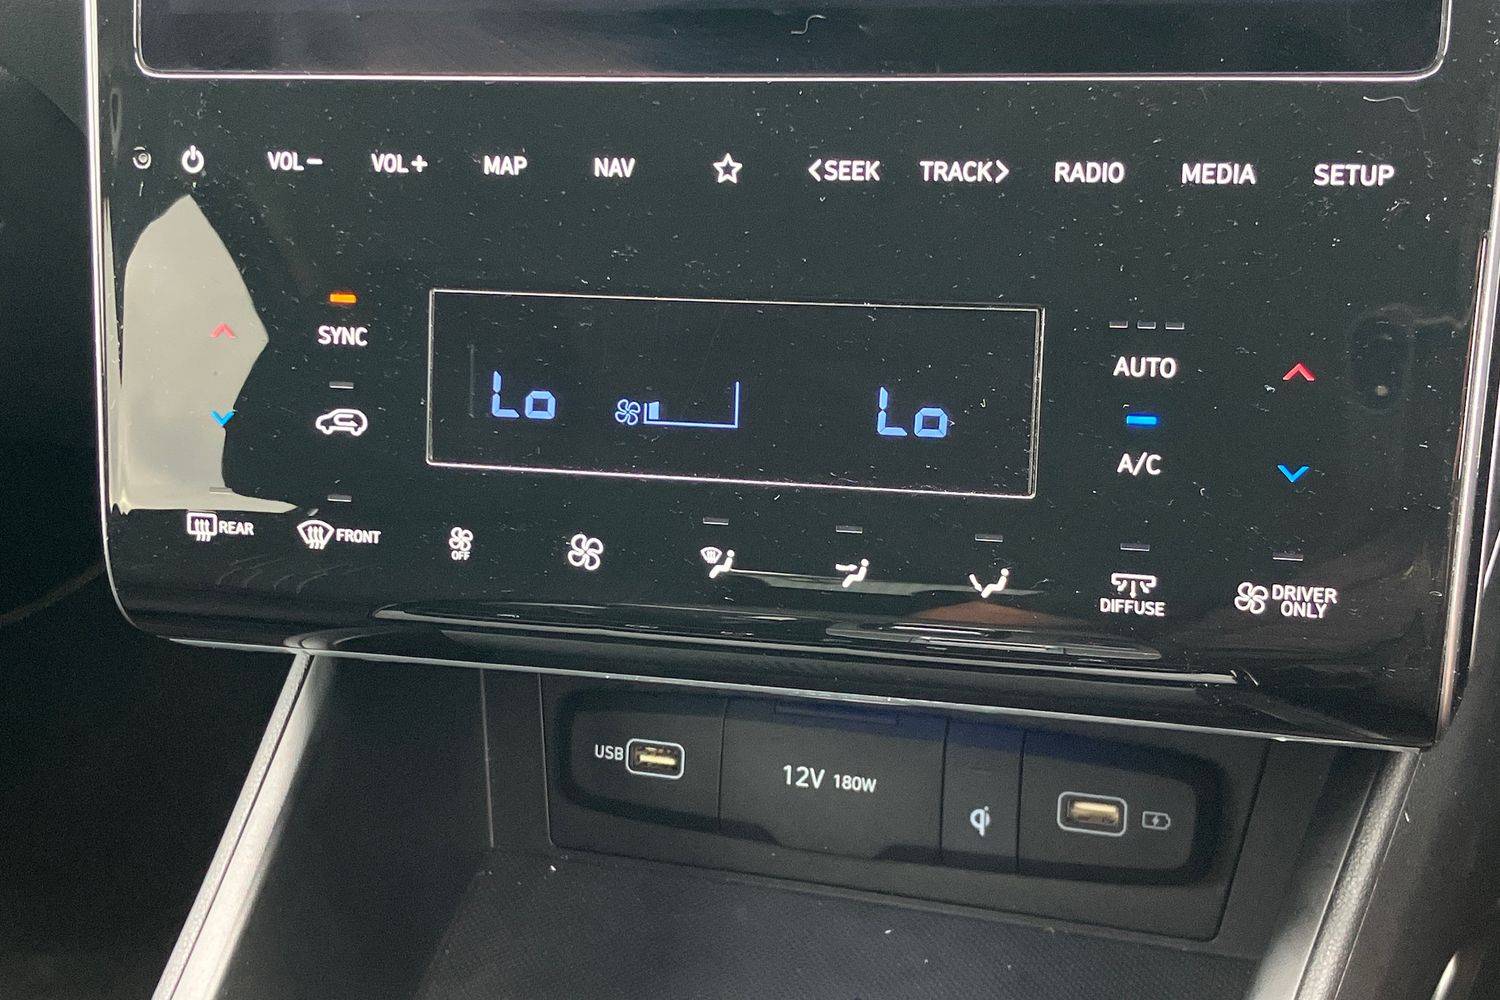 VOL− VOL+ MAP NAV <SEEK TRACK> RADIO MEDIA SETUP
SYNC
AUTO
Lo Lo
A/C
REAR FRONT OFF DIFFUSE DRIVER
ONLY
USB 12V 180W